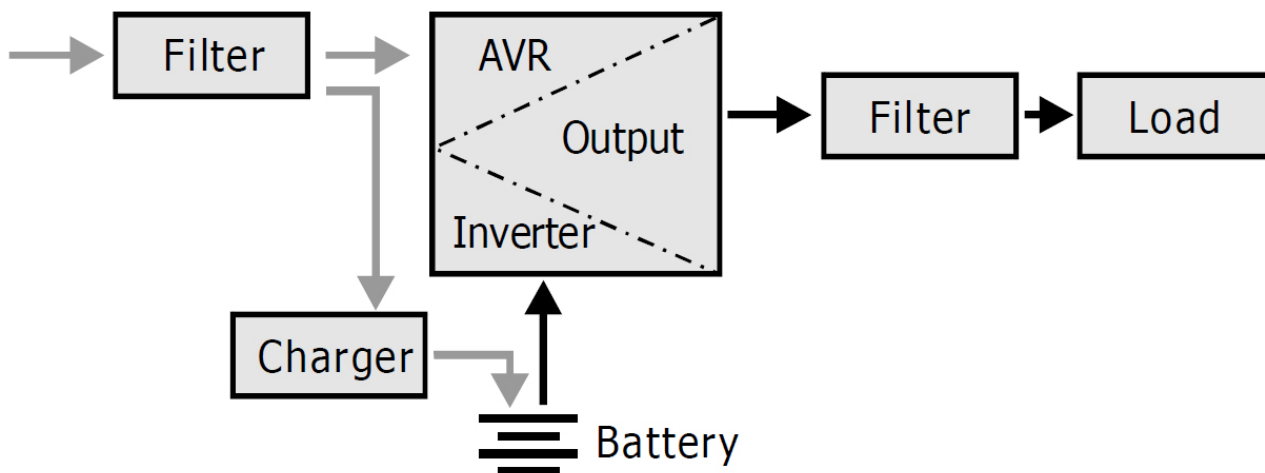 Filter
AVR
Output
Inverter
Filter
Load
Charger
Battery